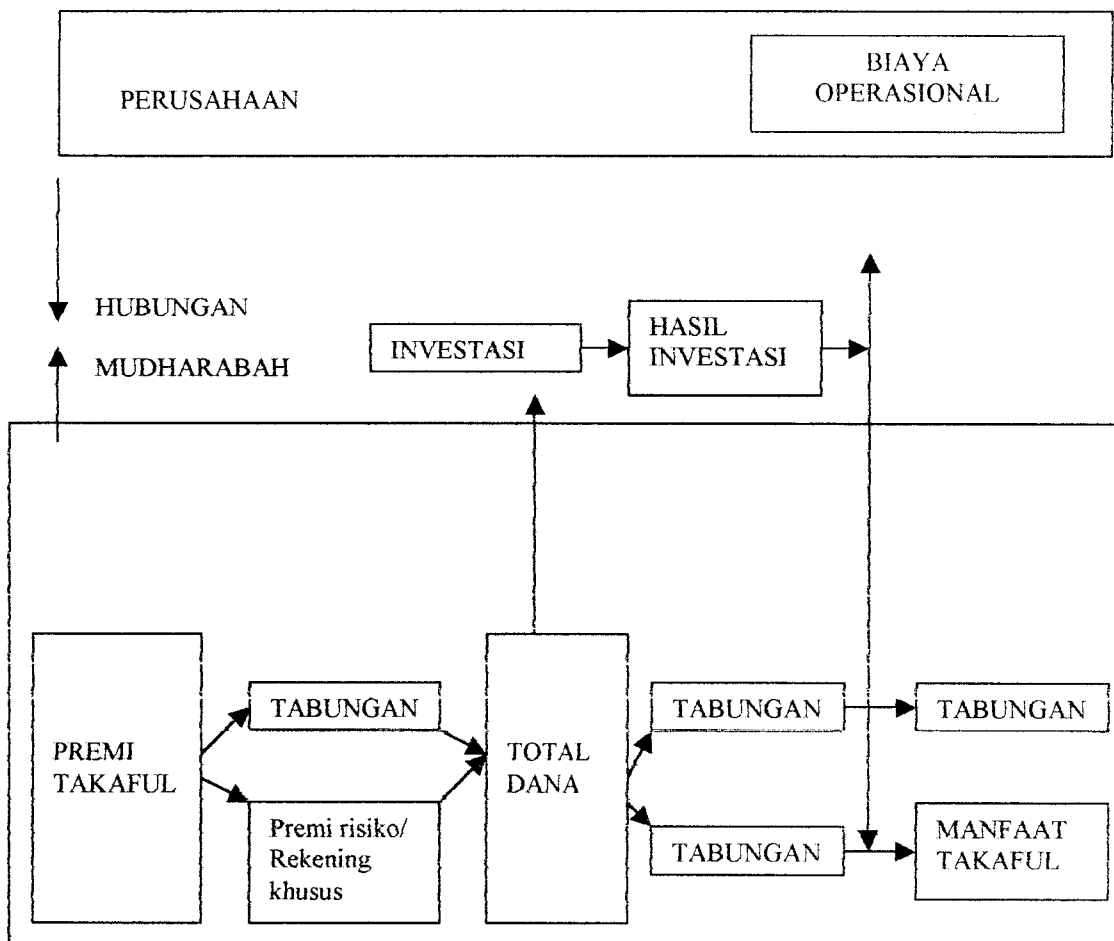 BIAYA
OPERASIONAL
PERUSAHAAN
HUBUNGAN
MUDHARABAH
INVESTASI
HASIL
INVESTASI
PREMI
TAKAFUL
TABUNGAN
Premi risiko/
Rekening
khusus
TOTAL
DANA
TABUNGAN
TABUNGAN
TABUNGAN
MANFAAT
TAKAFUL